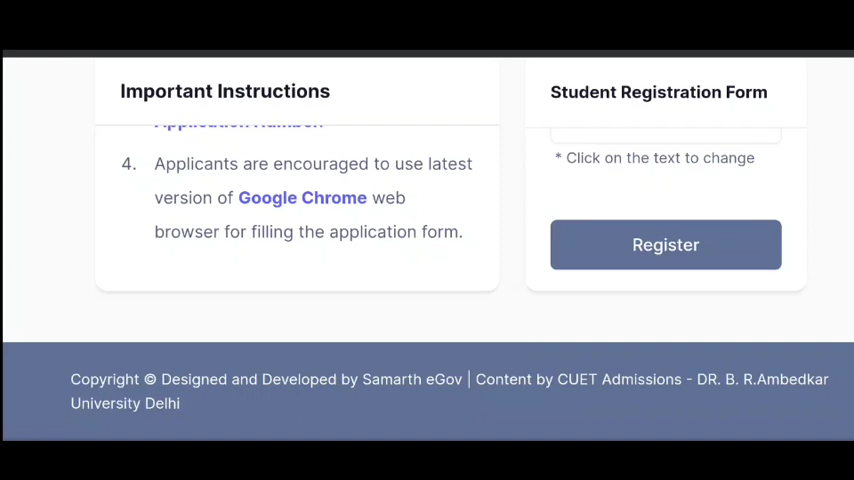 Important Instructions
Application Number.
4. Applicants are encouraged to use latest
version of Google Chrome web
browser for filling the application form.
Student Registration Form
* Click on the text to change
Register
Copyright © Designed and Developed by Samarth eGov | Content by CUET Admissions - DR. B. R.Ambedkar
University Delhi